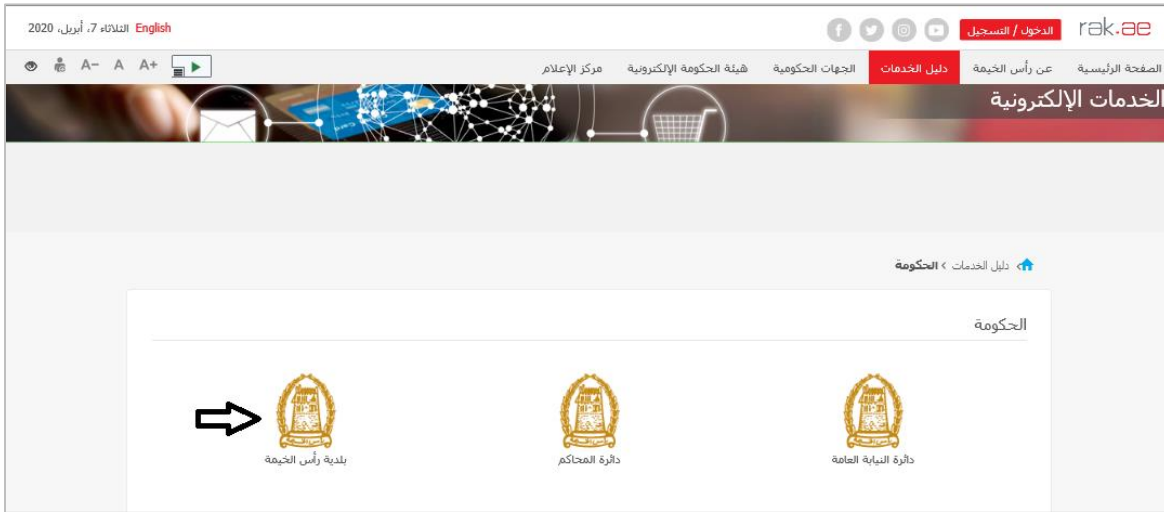 rak.ae
الدخول / التسجيل
English
الثلاثاء 7، أبريل، 2020
الصفحة الرئيسية
عن رأس الخيمة
دليل الخدمات
الجهات الحكومية
هيئة الحكومة الإلكترونية
مركز الإعلام
A+ A A−
الخدمات الإلكترونية
دليل الخدمات › الحكومة
الحكومة
دائرة النيابة العامة
دائرة المحاكم
بلدية رأس الخيمة